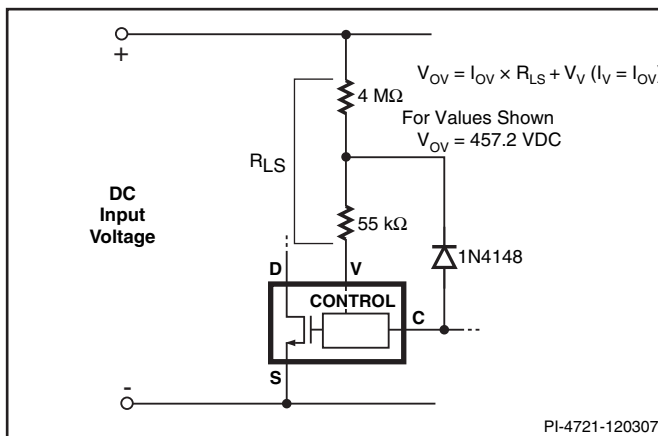 +
V_OV = I_OV × R_LS + V_V (I_V = I_OV
4 MΩ
For Values Shown
V_OV = 457.2 VDC
R_LS
DC
Input
Voltage
55 kΩ
1N4148
D
V
CONTROL
C
S
-
PI-4721-120307